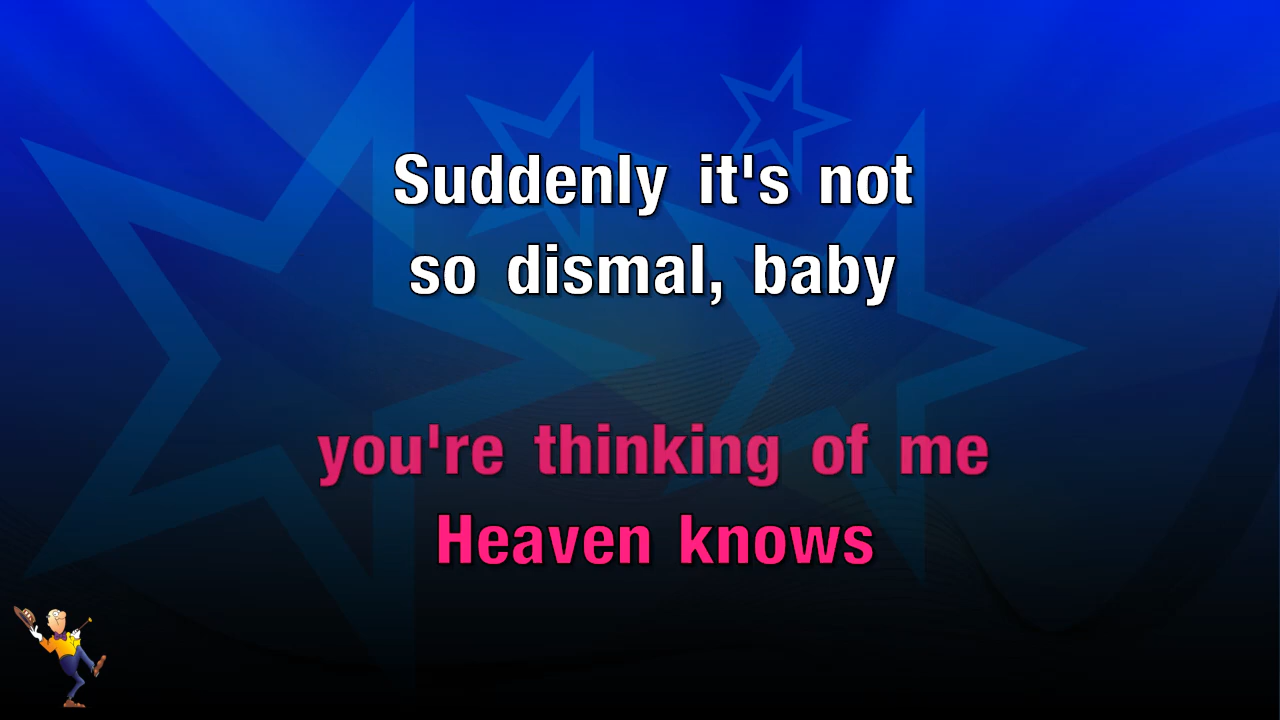 Suddenly it's not
so dismal, baby
you're thinking of me
Heaven knows